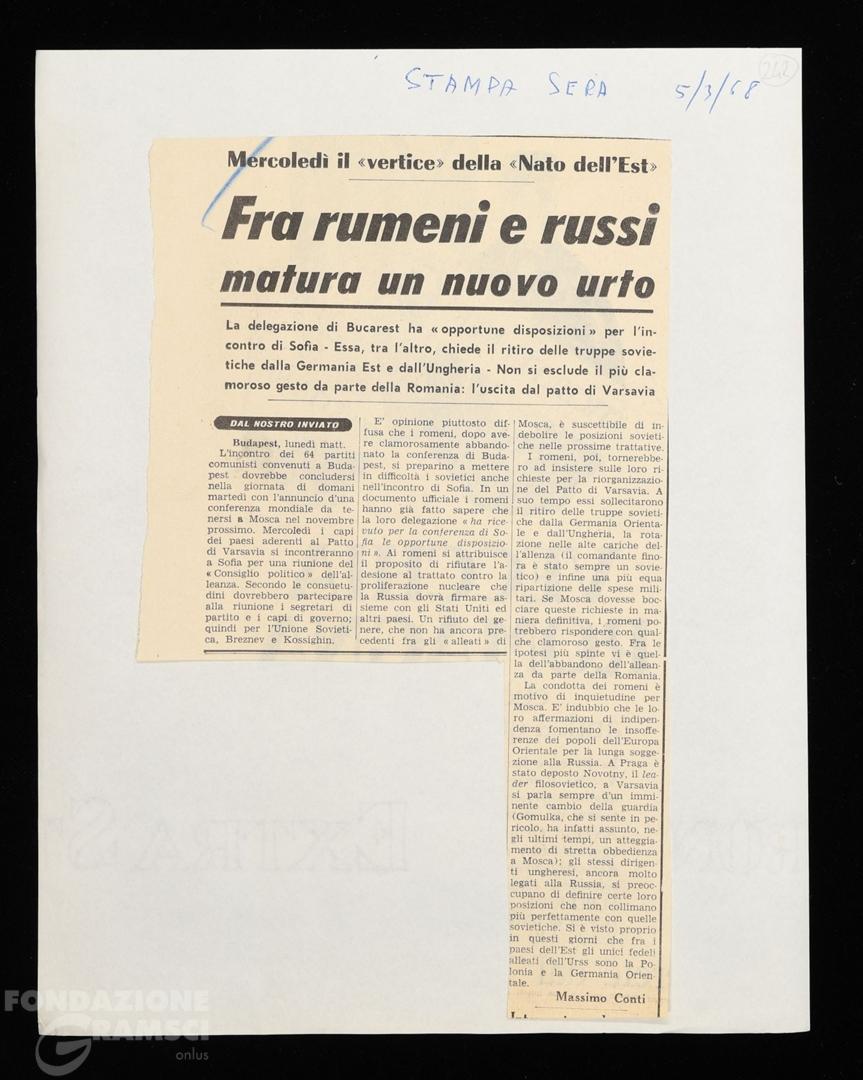 STAMPA SERA 5/3/68
242
Mercoledì il «vertice» della «Nato dell'Est»
Fra rumeni e russi
matura un nuovo urto
La delegazione di Bucarest ha «opportune disposizioni» per l'in-
contro di Sofia - Essa, tra l'altro, chiede il ritiro delle truppe sovie-
tiche dalla Germania Est e dall'Ungheria - Non si esclude il più cla-
moroso gesto da parte della Romania: l'uscita dal patto di Varsavia
DAL NOSTRO INVIATO
Budapest, lunedì matt.
L'incontro dei 64 partiti
comunisti convenuti a Buda-
pest dovrebbe concludersi
nella giornata di domani
martedì con l'annuncio d'una
conferenza mondiale da te-
nersi a Mosca nel novembre
prossimo. Mercoledì i capi
dei paesi aderenti al Patto
di Varsavia si incontreranno
a Sofia per una riunione del
«Consiglio politico» dell'al-
leanza. Secondo le consuetu-
dini dovrebbero partecipare
alla riunione i segretari di
partito e i capi di governo;
quindi per l'Unione Sovieti-
ca, Breznev e Kossighin.
E' opinione piuttosto dif-
fusa che i romeni, dopo ave-
re clamorosamente abbando-
nato la conferenza di Buda-
pest, si preparino a mettere
in difficoltà i sovietici anche
nell'incontro di Sofia. In un
documento ufficiale i romeni
hanno già fatto sapere che
la loro delegazione «ha rice-
vuto per la conferenza di So-
fia le opportune disposizio-
ni». Ai romeni si attribuisce
il proposito di rifiutare l'a-
desione al trattato contro la
proliferazione nucleare che
la Russia dovrà firmare as-
sieme con gli Stati Uniti ed
altri paesi. Un rifiuto del ge-
nere, che non ha ancora pre-
cedenti fra gli «alleati» di
Mosca, è suscettibile di in-
debolire le posizioni sovieti-
che nelle prossime trattative.
I romeni, poi, tornerebbe-
ro ad insistere sulle loro ri-
chieste per la riorganizzazio-
ne del Patto di Varsavia. A
suo tempo essi sollecitarono
il ritiro delle truppe sovieti-
che dalla Germania Orienta-
le e dall'Ungheria, la rota-
zione nelle alte cariche del-
l'allenza (il comandante fino-
ra è stato sempre un sovie-
tico) e infine una più equa
ripartizione delle spese mili-
tari. Se Mosca dovesse boc-
ciare queste richieste in ma-
niera definitiva, i romeni po-
trebbero rispondere con qual-
che clamoroso gesto. Fra le
ipotesi più spinte vi è quel-
la dell'abbandono dell'allean-
za da parte della Romania.
La condotta dei romeni è
motivo di inquietudine per
Mosca. E' indubbio che le lo-
ro affermazioni di indipen-
denza fomentano le insoffe-
renze dei popoli dell'Europa
Orientale per la lunga sogge-
zione alla Russia. A Praga è
stato deposto Novotny, il lea-
der filosovietico, a Varsavia
si parla sempre d'un immi-
nente cambio della guardia
(Gomulka, che si sente in pe-
ricolo, ha infatti assunto, ne-
gli ultimi tempi, un atteggia-
mento di stretta obbedienza
a Mosca); gli stessi dirigen-
ti ungheresi, ancora molto
legati alla Russia, si preoc-
cupano di definire certe loro
posizioni che non collimano
più perfettamente con quelle
sovietiche. Si è visto proprio
in questi giorni che fra i
paesi dell'Est gli unici fedeli
alleati dell'Urss sono la Po-
lonia e la Germania Orien-
tale.
Massimo Conti
FONDAZIONE
GRAMSCI
onlus